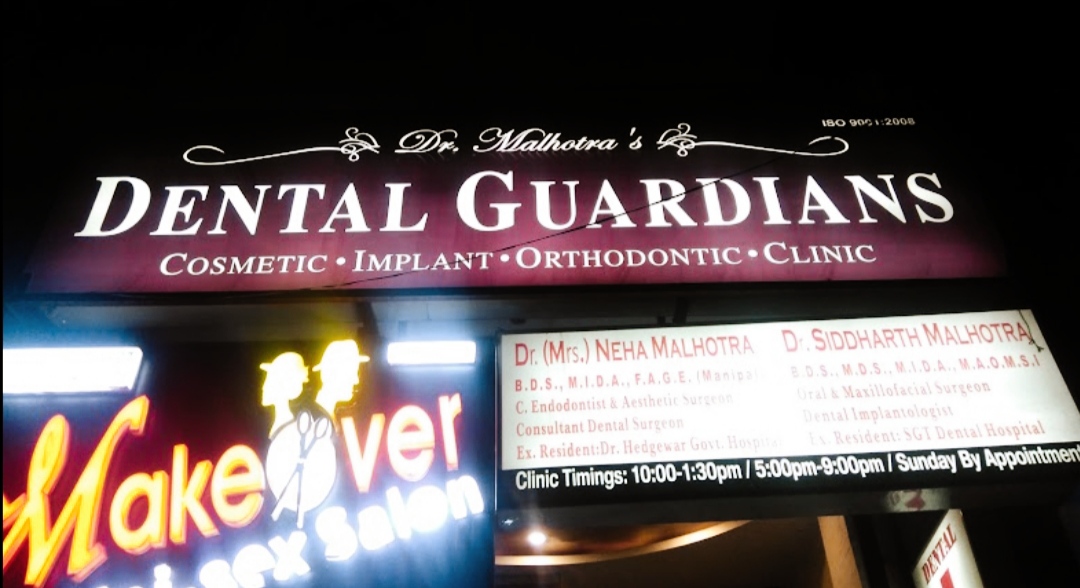 ISO 9001:2008
Dr. Malhotra's
DENTAL GUARDIANS
COSMETIC • IMPLANT • ORTHODONTIC • CLINIC
Dr. (Mrs.) NEHA MALHOTRA
B.D.S., M.I.D.A., F.A.G.E. (Manipal
C. Endodontist & Aesthetic Surgeon
Consultant Dental Surgeon
Ex. Resident:Dr. Hedgewar Govt. Hospital
Dr. SIDDHARTH MALHOTRA
B.D.S., M.D.S., M.I.D.A., M.A.O.M.S.I
Oral & Maxillofacial Surgeon
Dental Implantologist
Ex. Resident: SGT Dental Hospital
Clinic Timings: 10:00-1:30pm / 5:00pm-9:00pm / Sunday By Appointment
Make Over
Salon
DENTAL